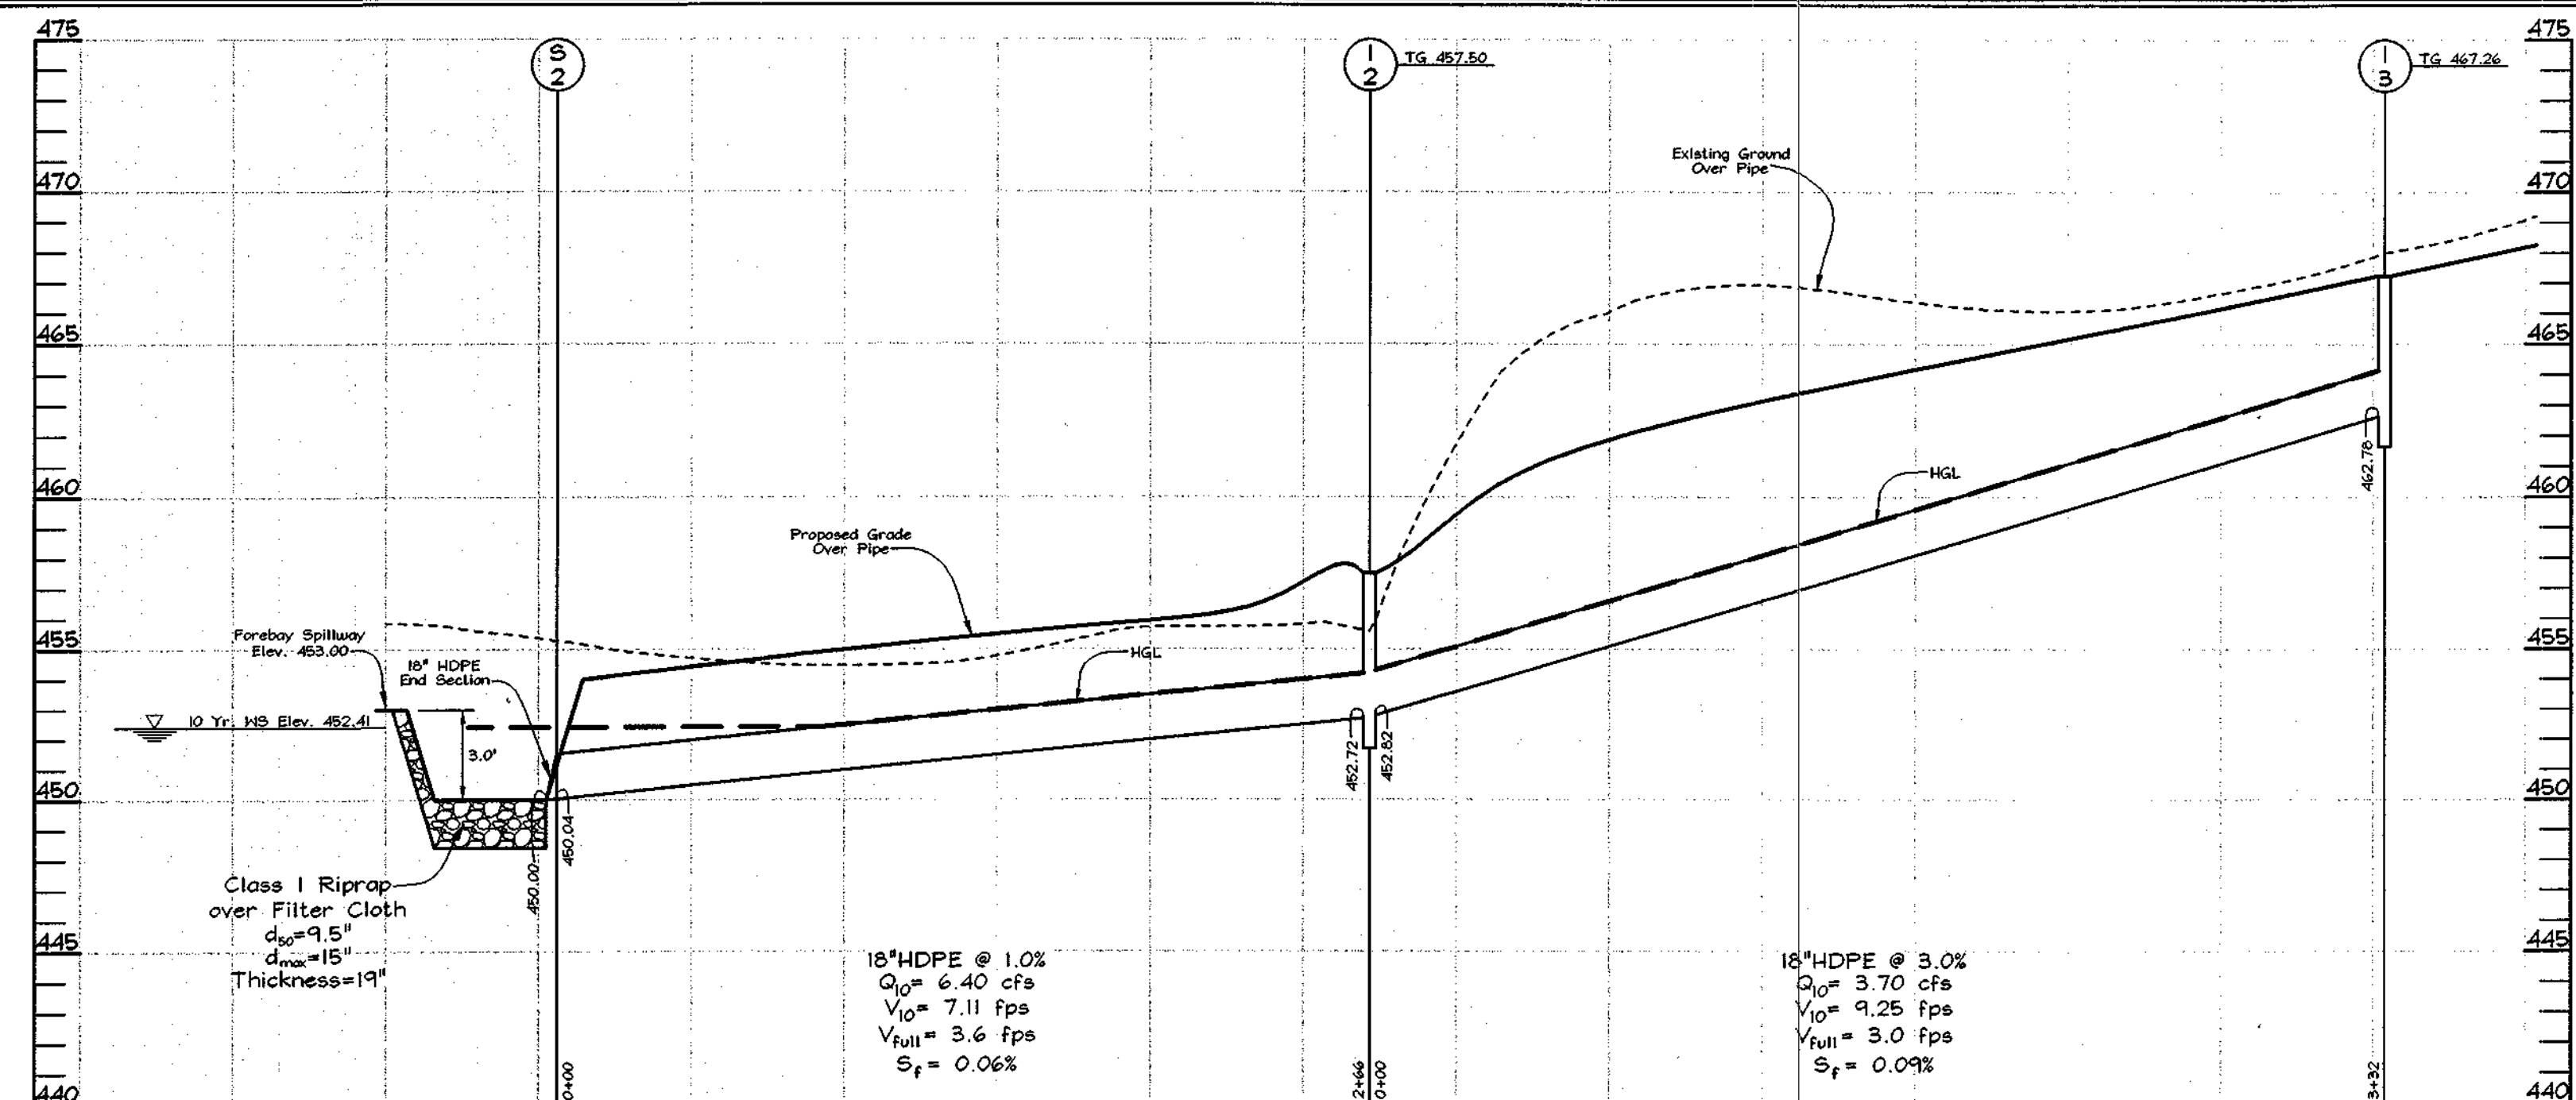 475
475
S
2
I
2
TG 457.50
I
3
TG 467.26
Existing Ground
Over Pipe
470
470
465
465
460
460
HGL
462.78
Proposed Grade
Over Pipe
455
455
Forebay Spillway
Elev. 453.00
18" HDPE
End Section
HGL
10 Yr. WS Elev. 452.41
3.0'
452.72
452.82
450
450
450.00
450.04
Class I Riprap
over Filter Cloth
d50=9.5"
dmax=15"
Thickness=19"
445
445
18"HDPE @ 1.0%
Q10= 6.40 cfs
V10= 7.11 fps
Vfull= 3.6 fps
Sf= 0.06%
18"HDPE @ 3.0%
Q10= 3.70 cfs
V10= 9.25 fps
Vfull= 3.0 fps
Sf= 0.09%
440
0+00
2+66
0+00
3+32
440